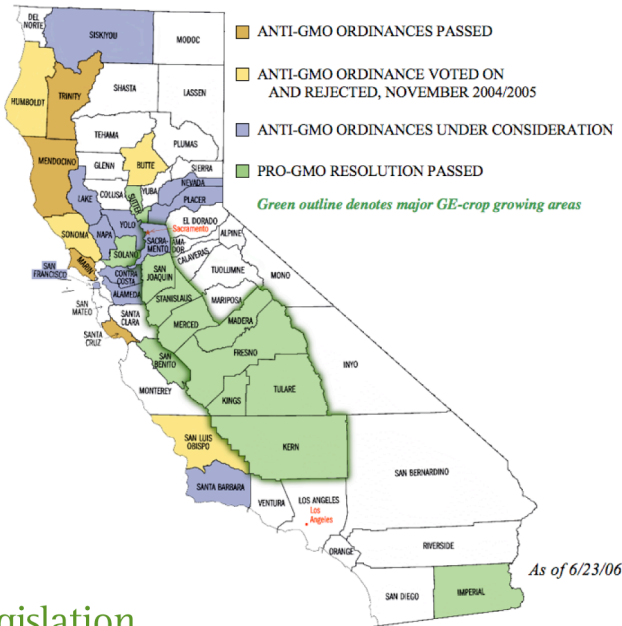 DEL
NORTE
SISKIYOU
MODOC
HUMBOLDT
TRINITY
SHASTA
LASSEN
TEHAMA
PLUMAS
MENDOCINO
GLENN
BUTTE
SIERRA
NEVADA
COLUSA
SUTTER
YUBA
PLACER
LAKE
YOLO
EL DORADO
Sacramento
ALPINE
SONOMA
NAPA
SACRA-
MENTO
AMA-
DOR
SOLANO
CALAVERAS
MARIN
SAN
FRANCISCO
CONTRA
COSTA
SAN
JOAQUIN
TUOLUMNE
MONO
ALAMEDA
STANISLAUS
MARIPOSA
SAN
MATEO
SANTA
CLARA
MERCED
MADERA
SANTA
CRUZ
FRESNO
SAN
BENITO
INYO
MONTEREY
KINGS
TULARE
SAN LUIS
OBISPO
KERN
SAN BERNARDINO
SANTA BARBARA
VENTURA
LOS ANGELES
Los
Angeles
ORANGE
RIVERSIDE
SAN DIEGO
IMPERIAL
ANTI-GMO ORDINANCES PASSED
ANTI-GMO ORDINANCE VOTED ON
AND REJECTED, NOVEMBER 2004/2005
ANTI-GMO ORDINANCES UNDER CONSIDERATION
PRO-GMO RESOLUTION PASSED
Green outline denotes major GE-crop growing areas
As of 6/23/06